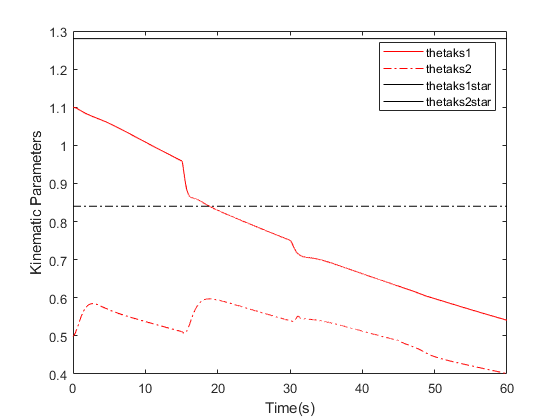 1.3
1.2
1.1
1
0.9
0.8
0.7
0.6
0.5
0.4
Kinematic Parameters
thetaks1
thetaks2
thetaks1star
thetaks2star
0 10 20 30 40 50 60
Time(s)